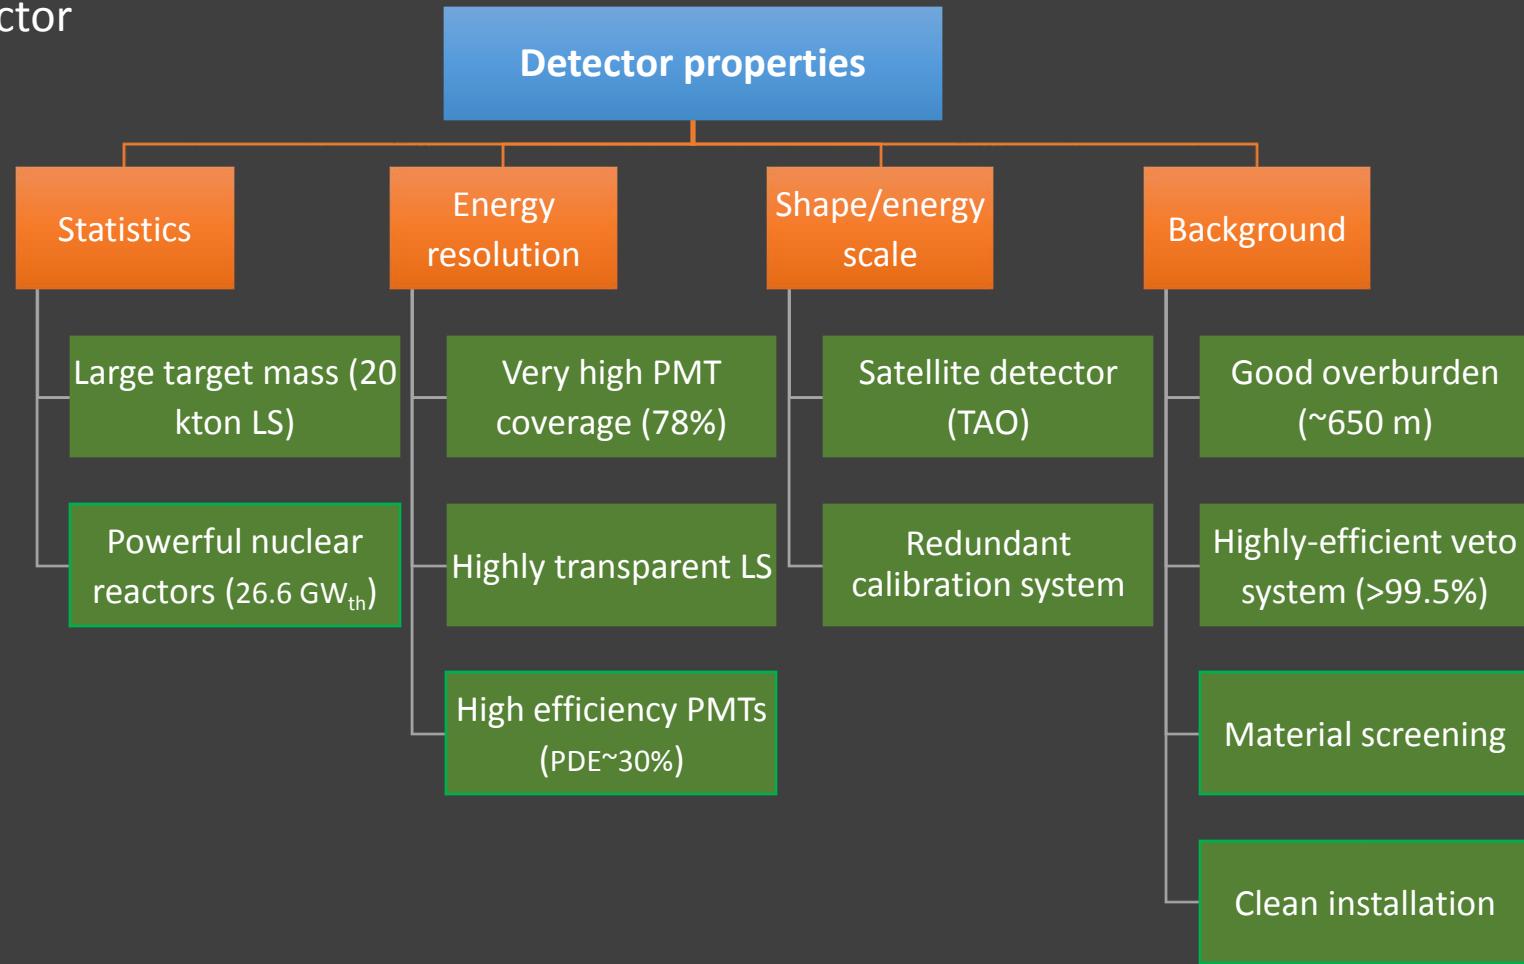 ctor
Detector properties
Statistics
Large target mass (20
kton LS)
Powerful nuclear
reactors (26.6 GWth)
Energy
resolution
Very high PMT
coverage (78%)
Highly transparent LS
High efficiency PMTs
(PDE~30%)
Shape/energy
scale
Satellite detector
(TAO)
Redundant
calibration system
Background
Good overburden
(~650 m)
Highly-efficient veto
system (>99.5%)
Material screening
Clean installation